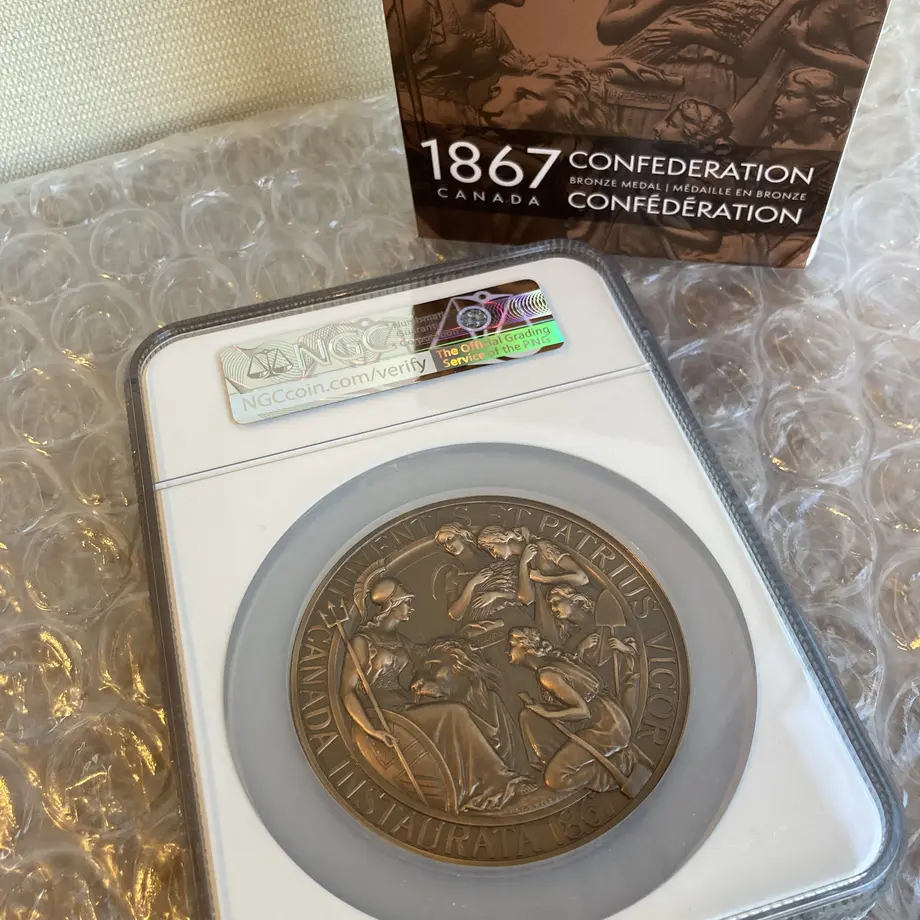 1867 CONFEDERATION
BRONZE MEDAL | MÉDAILLE EN BRONZE
CANADA CONFÉDÉRATION
NGC
The Official Grading
Service of the PNG
NGCcoin.com/verify
JUVENTUS ET PATRIUS VIGOR
CANADA INSTAURATA 1867